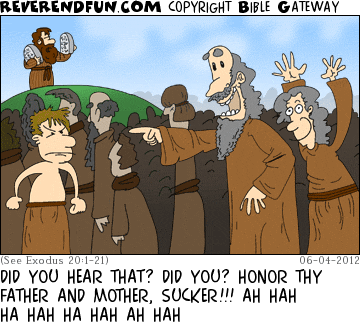 REVERENDFUN.COM COPYRIGHT BIBLE GATEWAY
(See Exodus 20:1-21) 06-04-2012
DID YOU HEAR THAT? DID YOU? HONOR THY
FATHER AND MOTHER, SUCKER!!! AH HAH
HA HAH HA HAH AH HAH